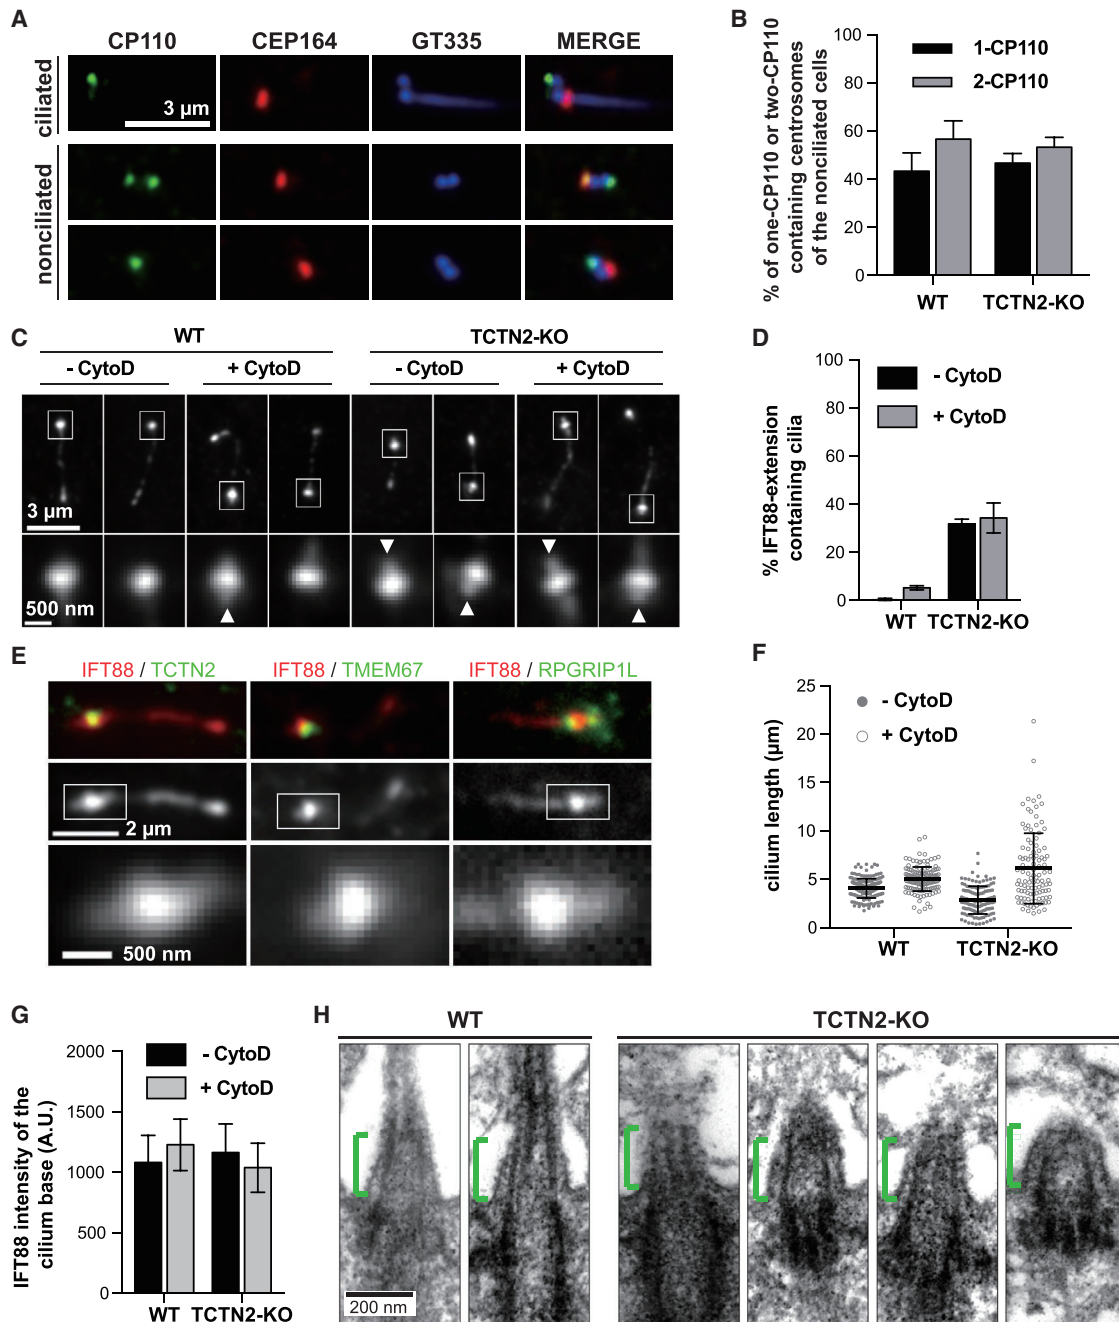 A
CP110 CEP164 GT335 MERGE
ciliated
3 µm
nonciliated
B
% of one-CP110 or two-CP110
containing centrosomes
of the nonciliated cells
100
80
60
40
20
0
1-CP110
2-CP110
WT TCTN2-KO
C
WT TCTN2-KO
- CytoD + CytoD - CytoD + CytoD
3 µm
500 nm
D
% IFT88-extension
containing cilia
100
80
60
40
20
0
- CytoD
+ CytoD
WT TCTN2-KO
E
IFT88 / TCTN2 IFT88 / TMEM67 IFT88 / RPGRIP1L
2 µm
500 nm
F
cilium length (µm)
25
20
15
10
5
0
- CytoD
+ CytoD
WT TCTN2-KO
G
IFT88 intensity of the
cilium base (A.U.)
2000
1500
1000
500
0
- CytoD
+ CytoD
WT TCTN2-KO
H
WT TCTN2-KO
200 nm